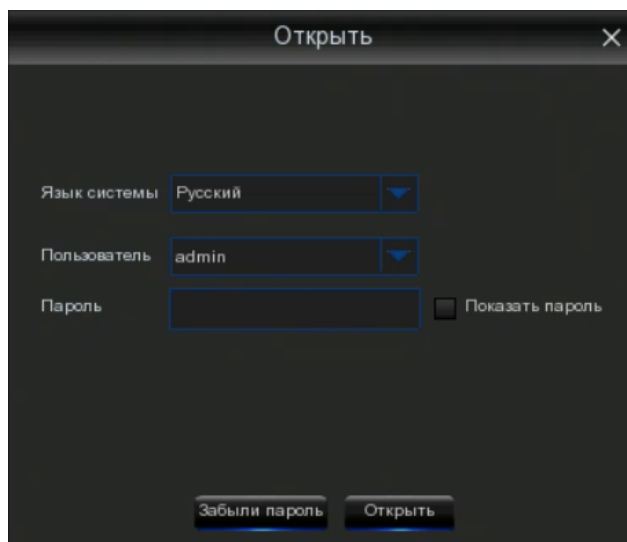 Открыть
Язык системы Русский
Пользователь admin
Пароль Показать пароль
Забыли пароль Открыть